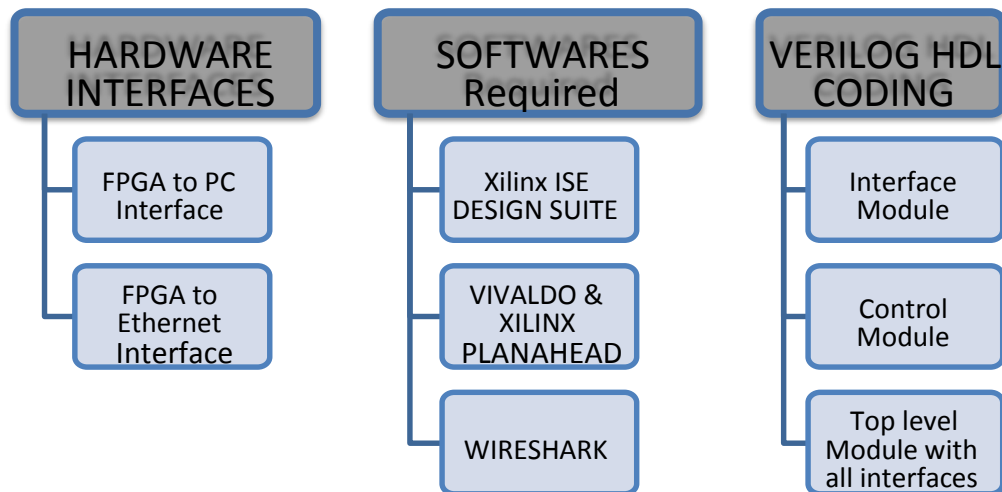 HARDWARE
INTERFACES
FPGA to PC
Interface
FPGA to
Ethernet
Interface
SOFTWARES
Required
Xilinx ISE
DESIGN SUITE
VIVALDO &
XILINX
PLANAHEAD
WIRESHARK
VERILOG HDL
CODING
Interface
Module
Control
Module
Top level
Module with
all interfaces